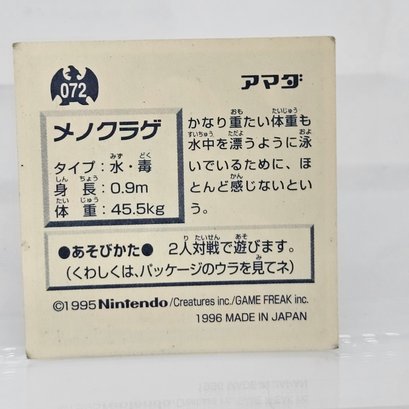 072
アマダ
メノクラゲ
タイプ：水・毒
身長：0.9m
体重：45.5kg
かなり重たい体重も
水中を漂うように泳
いでいるために、ほ
とんど感じないとい
う。
●あそびかた● 2人対戦で遊びます。
（くわしくは、パッケージのウラを見てネ）
©1995 Nintendo/Creatures inc./GAME FREAK inc.
1996 MADE IN JAPAN